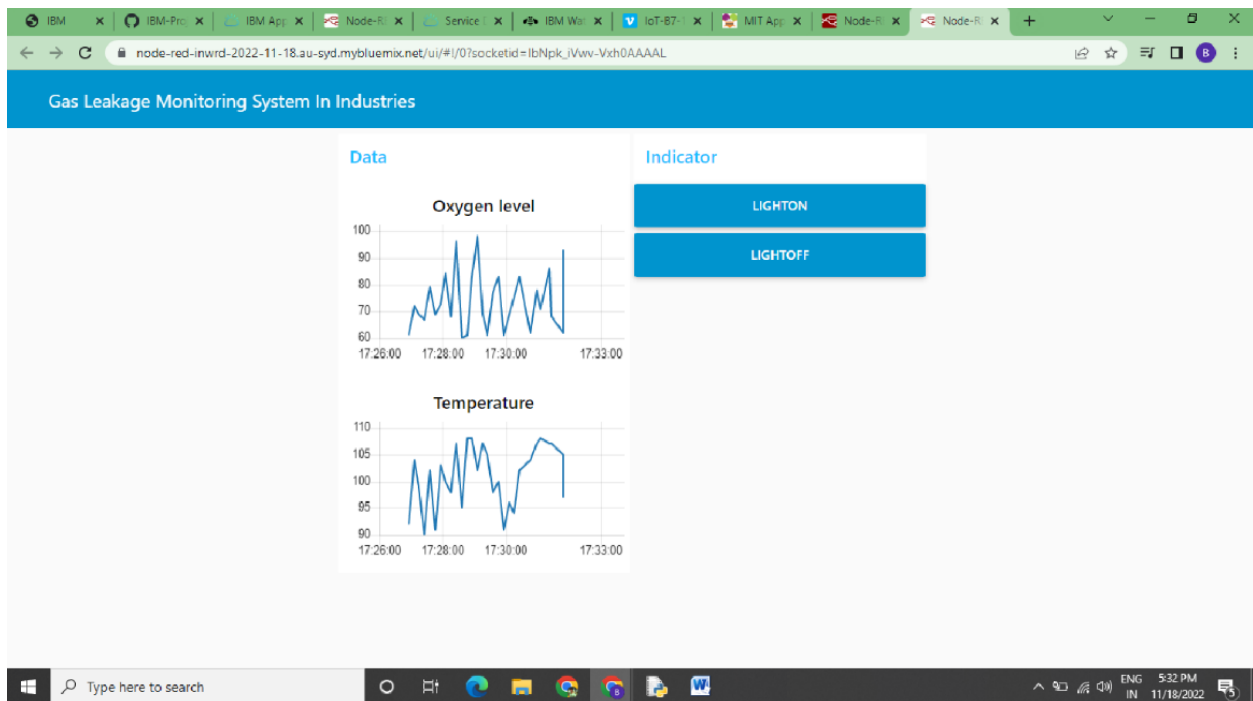 IBM
IBM-Pro
IBM App
Node-R
Service
IBM Wat
IoT-B7-
MIT App
Node-R
Node-R
node-red-inwrd-2022-11-18.au-syd.mybluemix.net/ui/#!/0?socketid=
B
Gas Leakage Monitoring System In Industries
Data
Oxygen level
100
90
80
70
60
17:26:00 17:28:00 17:30:00 17:33:00
Temperature
110
105
100
95
90
17:26:00 17:28:00 17:30:00 17:33:00
Indicator
LIGHTON
LIGHTOFF
Type here to search
ENG
IN
5:32 PM
11/18/2022
5